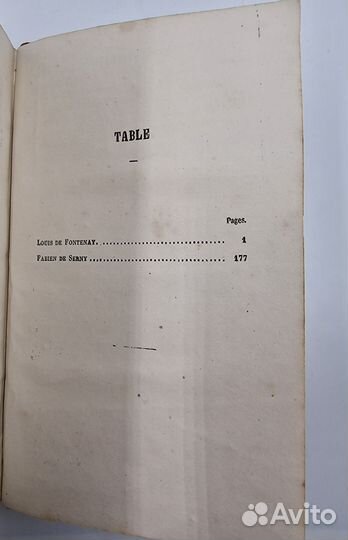 TABLE
Pages.
LOUIS DE FONTENAY. .......................... 1
FABIEN DE SERNY ............................ 177
Avito